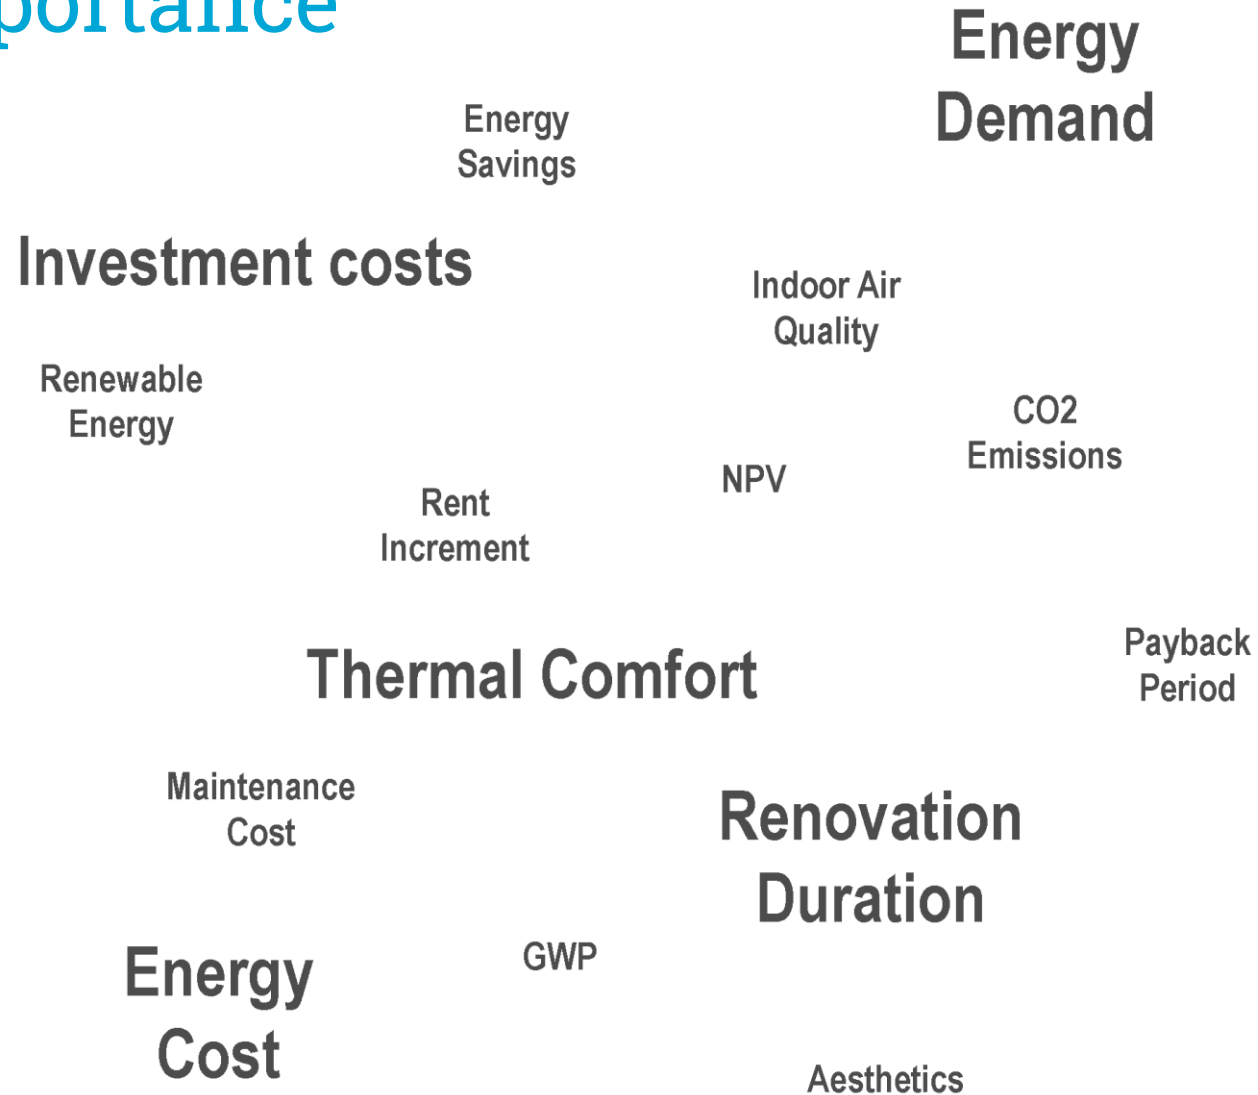 portance
Energy
Demand
Energy
Savings
Investment costs
Indoor Air
Quality
Renewable
Energy
CO2
Emissions
NPV
Rent
Increment
Payback
Period
Thermal Comfort
Maintenance
Cost
Renovation
Duration
GWP
Energy
Cost
Aesthetics